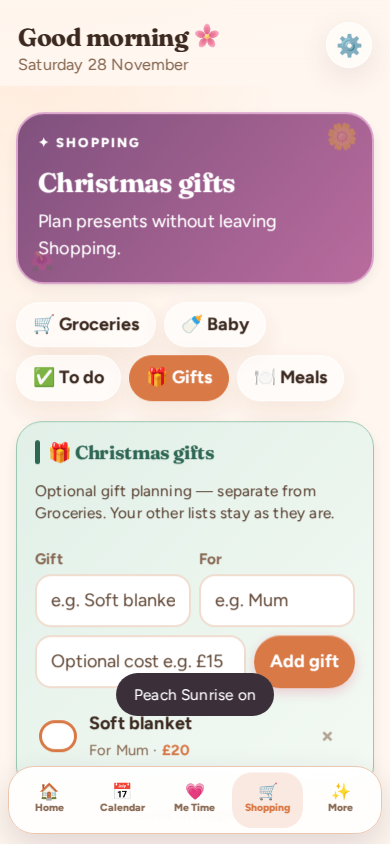 Good morning 🌸
Saturday 28 November
⚙️
✦ SHOPPING
Christmas gifts
Plan presents without leaving
Shopping.
🛒 Groceries
🍼 Baby
✅ To do
🎁 Gifts
🍽️ Meals
🎁 Christmas gifts
Optional gift planning — separate from
Groceries. Your other lists stay as they are.
Gift
For
e.g. Soft blanke
e.g. Mum
Optional cost e.g. £15
Add gift
Peach Sunrise on
Soft blanket
For Mum · £20
×
Home
Calendar
Me Time
Shopping
More